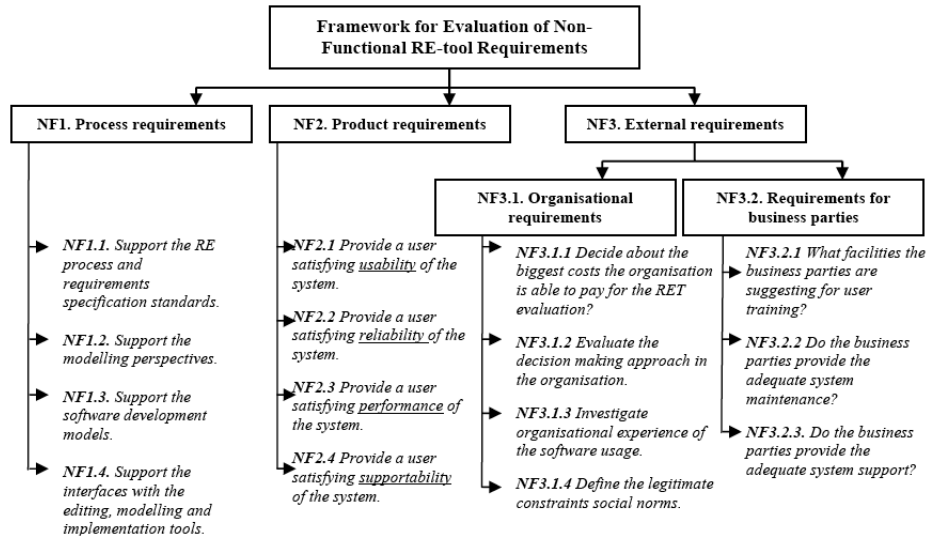 Framework for Evaluation of Non-
Functional RE-tool Requirements
NF1. Process requirements
NF2. Product requirements
NF3. External requirements
NF3.1. Organisational
requirements
NF3.2. Requirements for
business parties
NF1.1. Support the RE
process and
requirements
specification standards.
NF1.2. Support the
modelling perspectives.
NF1.3. Support the
software development
models.
NF1.4. Support the
interfaces with the
editing, modelling and
implementation tools.
NF2.1 Provide a user
satisfying usability of the
system.
NF2.2 Provide a user
satisfying reliability of the
system.
NF2.3 Provide a user
satisfying performance of
the system.
NF2.4 Provide a user
satisfying supportability
of the system.
NF3.1.1 Decide about the
biggest costs the organisation
is able to pay for the RET
evaluation?
NF3.1.2 Evaluate the
decision making approach in
the organisation.
NF3.1.3 Investigate
organisational experience of
the software usage.
NF3.1.4 Define the legitimate
constraints social norms.
NF3.2.1 What facilities the
business parties are
suggesting for user
training?
NF3.2.2 Do the business
parties provide the
adequate system
maintenance?
NF3.2.3. Do the business
parties provide the
adequate system support?